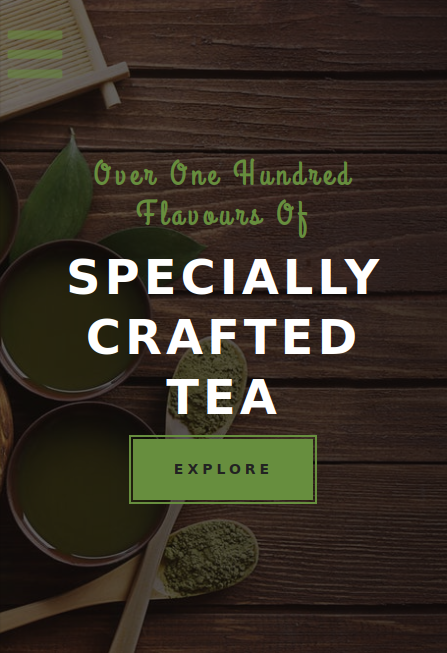 Over One Hundred
Flavours Of
SPECIALLY
CRAFTED
TEA
EXPLORE